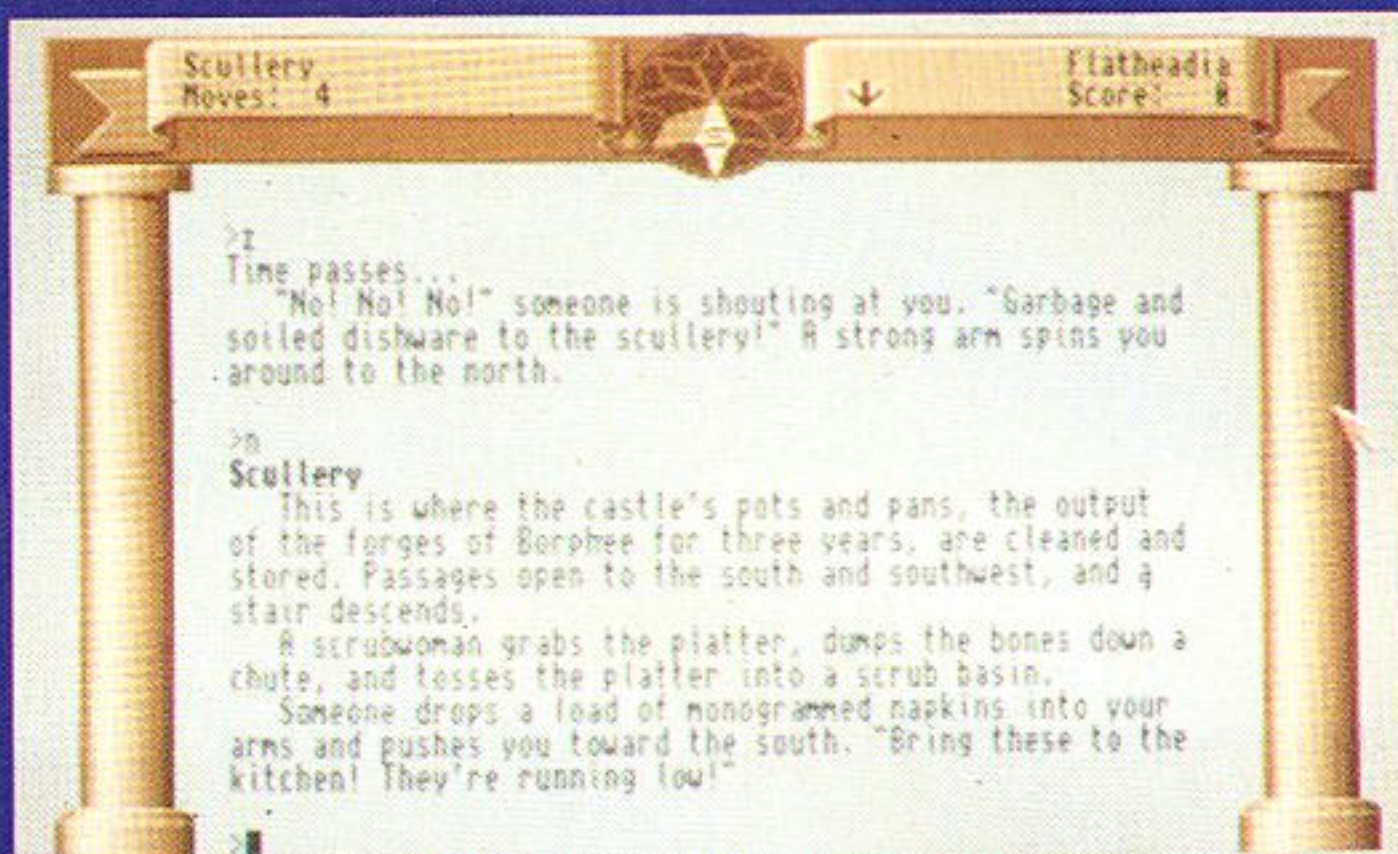 Scullery
Moves: 4
Flatheadia
Score: 0
>z
Time passes...
"No! No! No!" someone is shouting at you. "Garbage and
soiled dishware to the scullery!" A strong arm spins you
around to the north.
>n
Scullery
This is where the castle's pots and pans, the output
of the forges of Borphee for three years, are cleaned and
stored. Passages open to the south and southwest, and a
stair descends.
A scrubwoman grabs the platter, dumps the bones down a
chute, and tosses the platter into a scrub basin.
Someone drops a load of monogrammed napkins into your
arms and pushes you toward the south. "Bring these to the
kitchen! They're running low!"
>